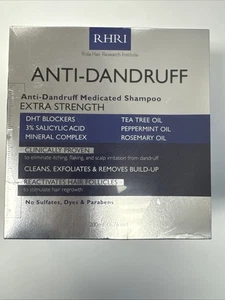 RHRI
Hair Research Institute
ANTI-DANDRUFF
Anti-Dandruff Medicated Shampoo
EXTRA STRENGTH
DHT BLOCKERS TEA TREE OIL
3% SALICYLIC ACID PEPPERMINT OIL
MINERAL COMPLEX ROSEMARY OIL
CLINICALLY PROVEN
to eliminate itching, flaking, and scalp irritation from dandruff
CLEANS, EXFOLIATES & REMOVES BUILD-UP
REACTIVATES HAIR FOLLICLES
to stimulate hair regrowth
No Sulfates, Dyes & Parabens